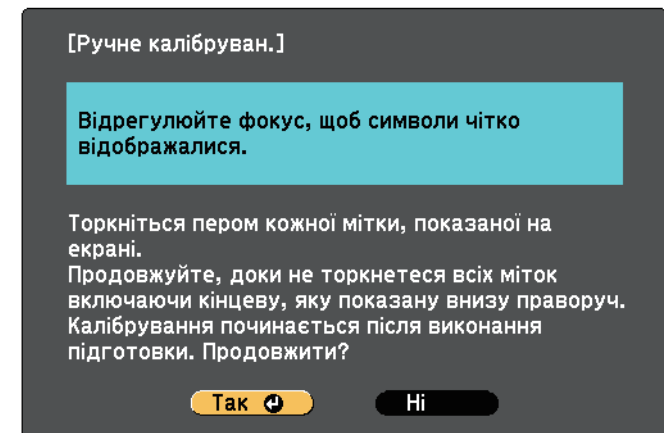 [Ручне калібруван.]
Відрегулюйте фокус, щоб символи чітко
відображалися.
Торкніться пером кожної мітки, показаної на
екрані.
Продовжуйте, доки не торкнетеся всіх міток
включаючи кінцеву, яку показану внизу праворуч.
Калібрування починається після виконання
підготовки. Продовжити?
Так Ні